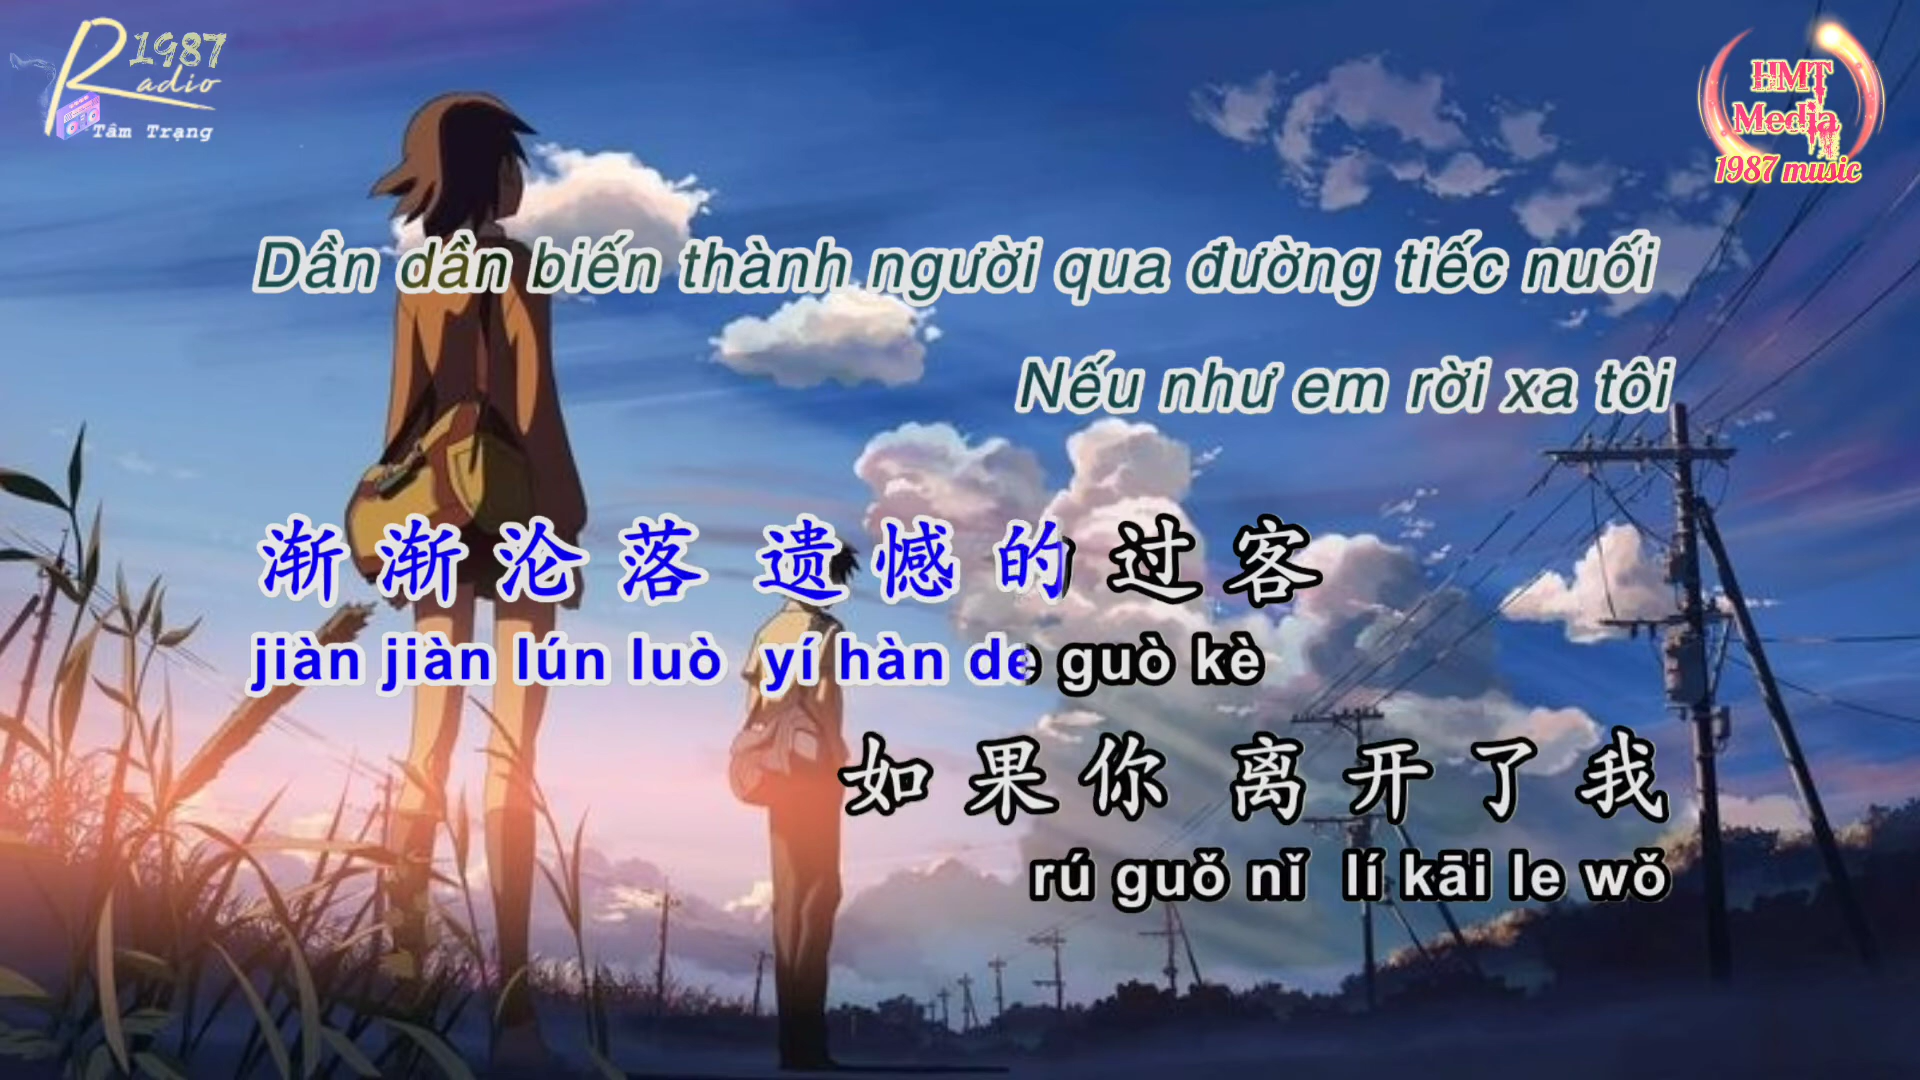 1987
Radio
Tâm Trạng
HMT
Media
1987 music
Dần dần biến thành người qua đường tiếc nuối
Nếu như em rời xa tôi
渐 渐 沦 落 遗 憾 的 过 客
jiàn jiàn lún luò yí hàn de guò kè
如 果 你 离 开 了 我
rú guǒ nǐ lí kāi le wǒ